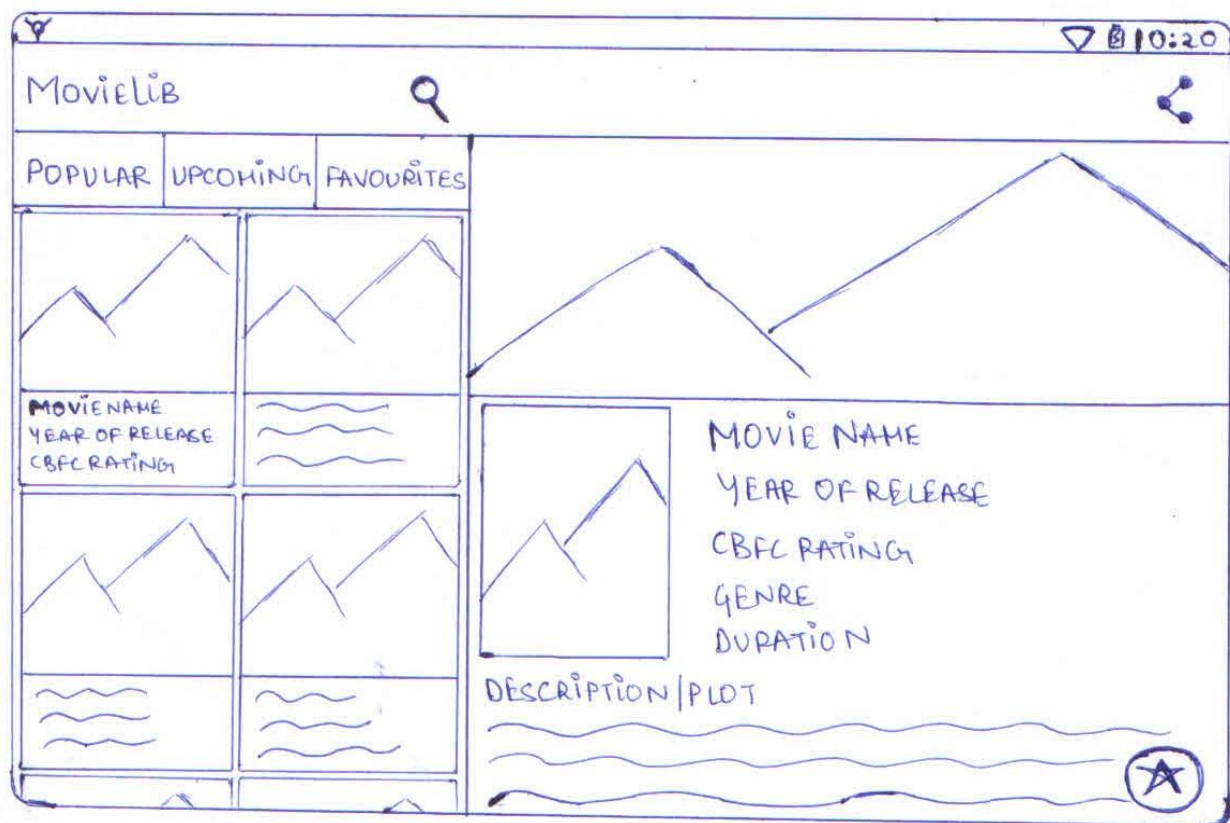 10:20
MOVIELIB
POPULAR UPCOMING FAVOURITES
MOVIE NAME
YEAR OF RELEASE
CBFC RATING
MOVIE NAME
YEAR OF RELEASE
CBFC RATING
GENRE
DURATION
DESCRIPTION/PLOT